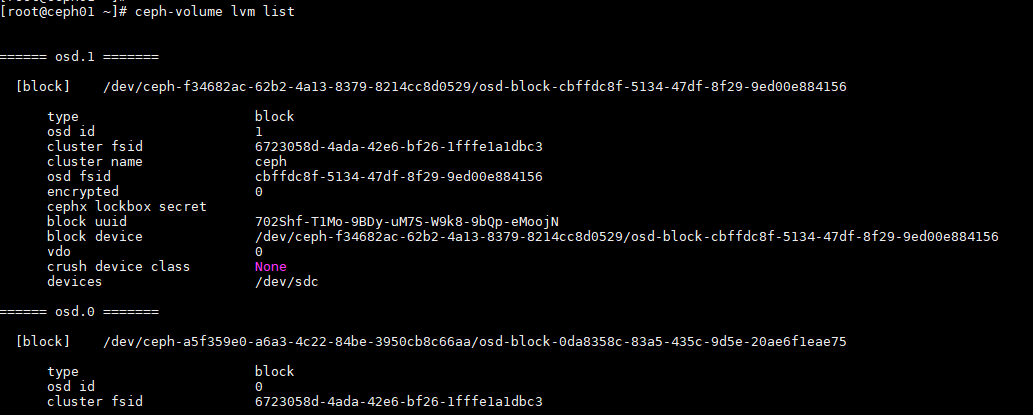 [root@ceph01 ~]# ceph-volume lvm list
====== osd.1 =======
[block] /dev/ceph-f34682ac-62b2-4a13-8379-8214cc8d0529/osd-block-cbffdc8f-5134-47df-8f29-9ed00e884156
type block
osd id 1
cluster fsid 6723058d-4ada-42e6-bf26-1fffe1a1dbc3
cluster name ceph
osd fsid cbffdc8f-5134-47df-8f29-9ed00e884156
encrypted 0
cephx lockbox secret
block uuid 702Shf-T1Mo-9BDy-uM7S-W9k8-9bQp-eMoojN
block device /dev/ceph-f34682ac-62b2-4a13-8379-8214cc8d0529/osd-block-cbffdc8f-5134-47df-8f29-9ed00e884156
vdo 0
crush device class None
devices /dev/sdc
====== osd.0 =======
[block] /dev/ceph-a5f359e0-a6a3-4c22-84be-3950cb8c66aa/osd-block-0da8358c-83a5-435c-9d5e-20ae6f1eae75
type block
osd id 0
cluster fsid 6723058d-4ada-42e6-bf26-1fffe1a1dbc3